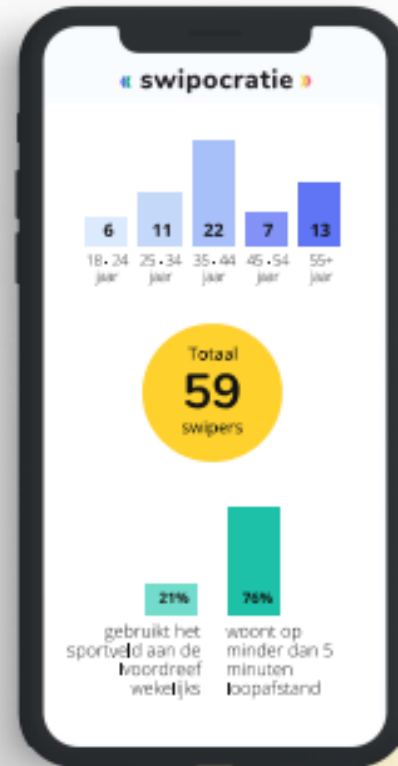 swipocratie
6 11 22 7 13
18 - 24 25 - 34 35 - 44 45 - 54 55+
jaar jaar jaar jaar jaar
Totaal
59
swipers
21% 76%
gebruikt het
sportveld aan de
Ivoordreef
wekelijks
woont op
minder dan 5
minuten
loopafstand